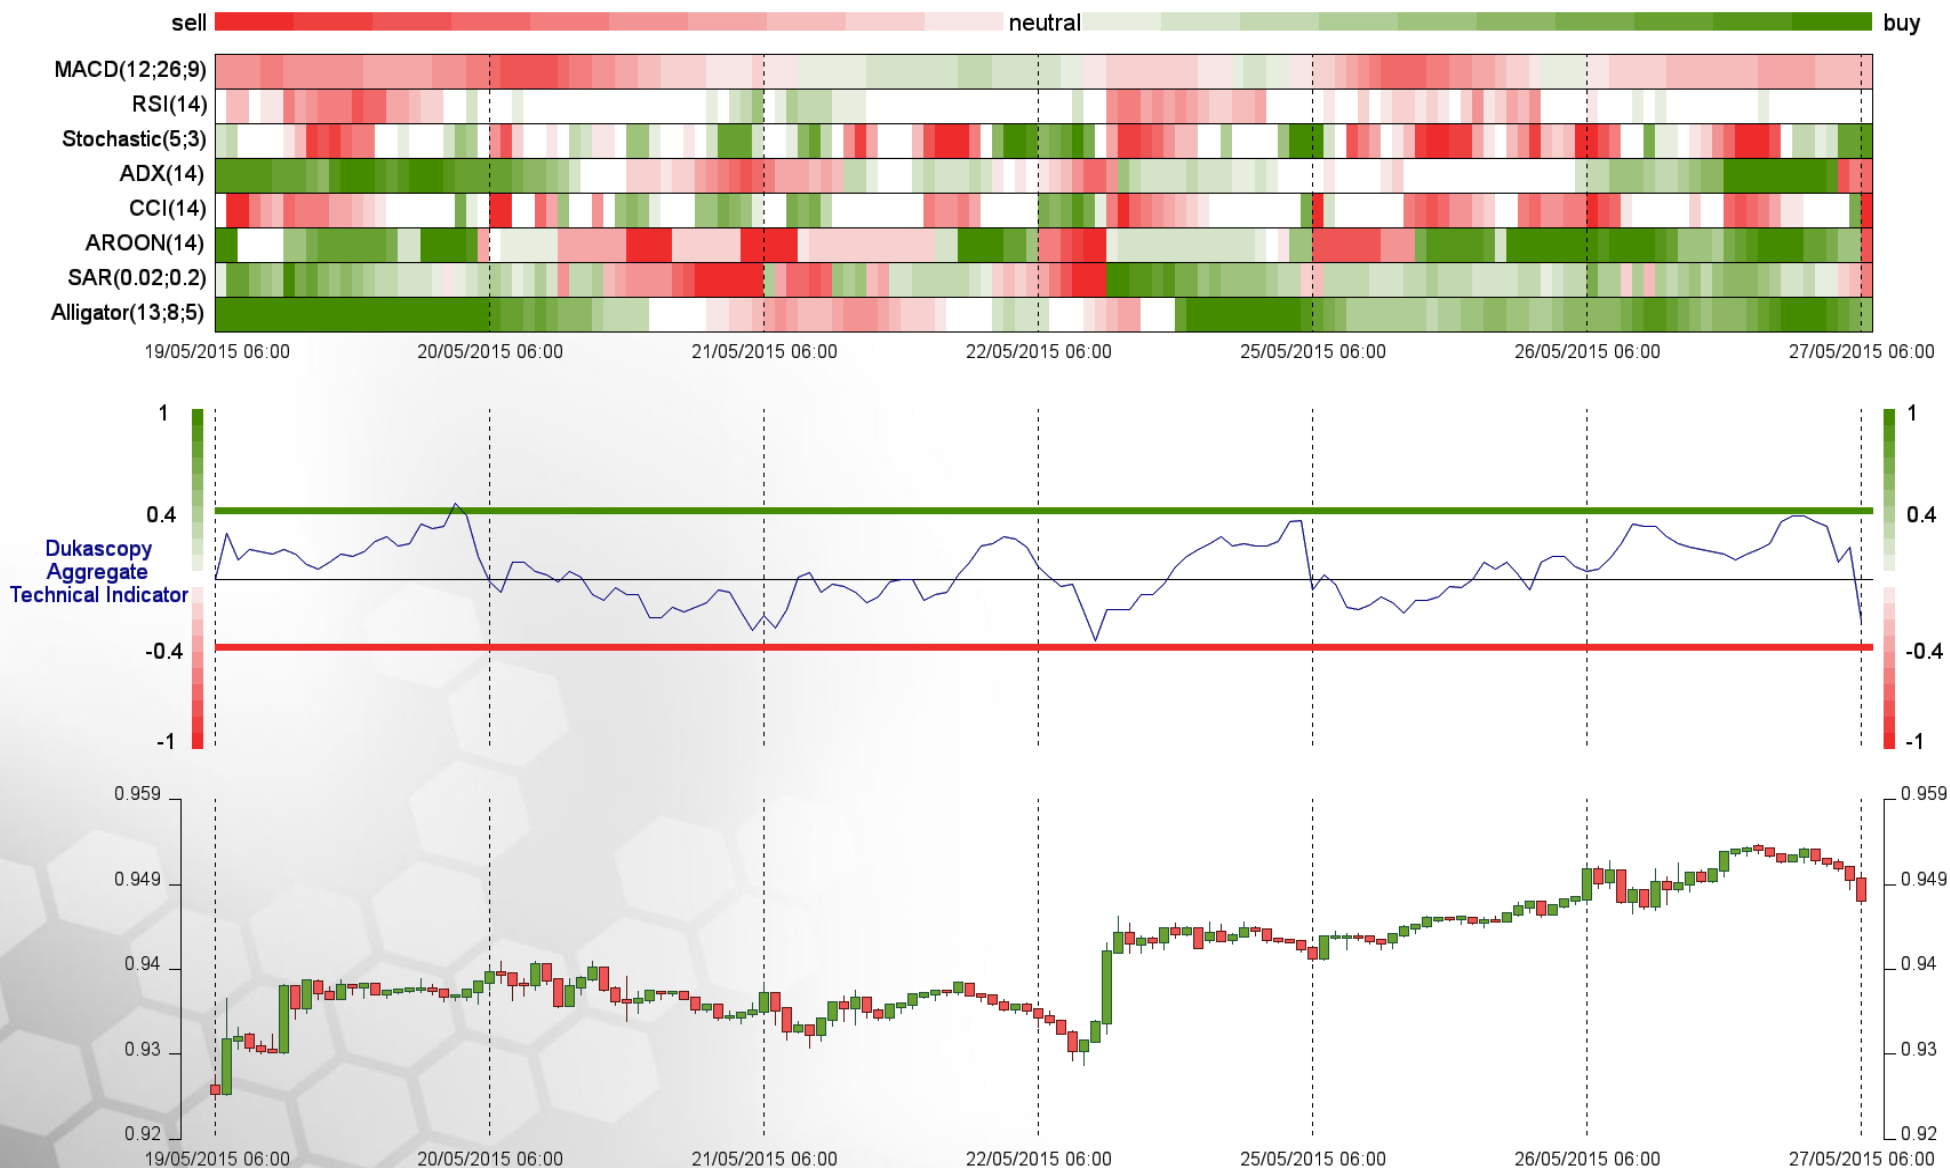 sell neutral buy
MACD(12;26;9)
RSI(14)
Stochastic(5;3)
ADX(14)
CCI(14)
AROON(14)
SAR(0.02;0.2)
Alligator(13;8;5)
19/05/2015 06:00 20/05/2015 06:00 21/05/2015 06:00 22/05/2015 06:00 25/05/2015 06:00 26/05/2015 06:00 27/05/2015 06:00
1 1
0.4 0.4
Dukascopy
Aggregate
Technical Indicator
-0.4 -0.4
-1 -1
0.959 0.959
0.949 0.949
0.94 0.94
0.93 0.93
0.92 0.92
19/05/2015 06:00 20/05/2015 06:00 21/05/2015 06:00 22/05/2015 06:00 25/05/2015 06:00 26/05/2015 06:00 27/05/2015 06:00